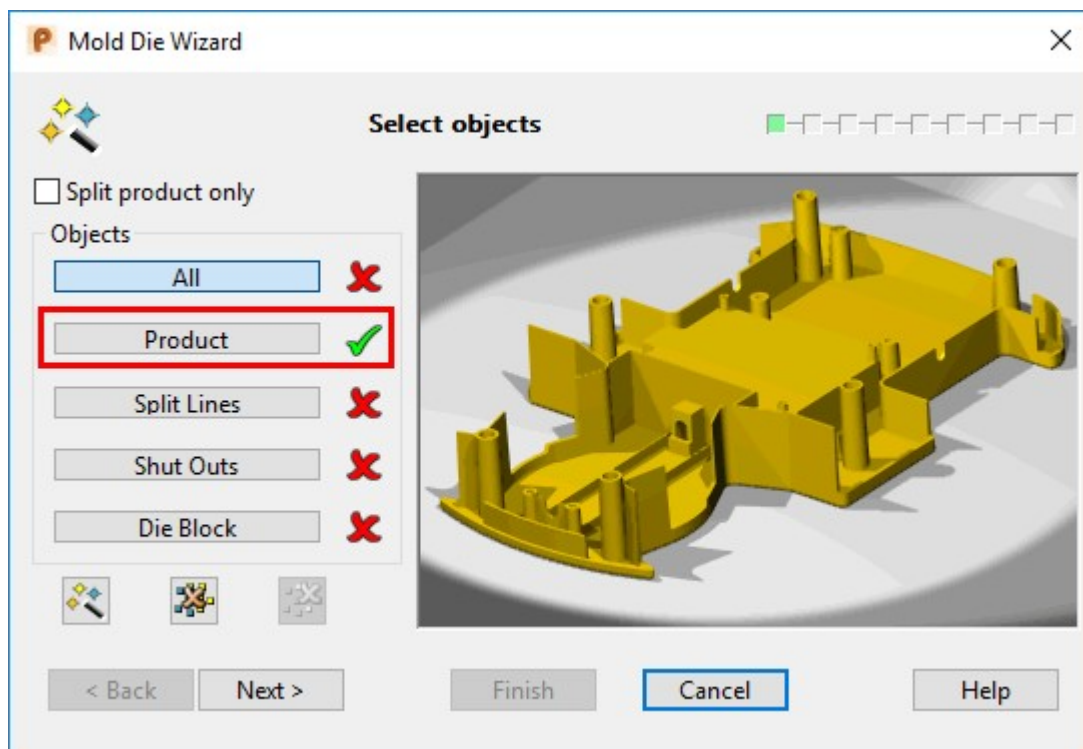 Mold Die Wizard
Select objects
Split product only
Objects
All
Product
Split Lines
Shut Outs
Die Block
< Back
Next >
Finish
Cancel
Help